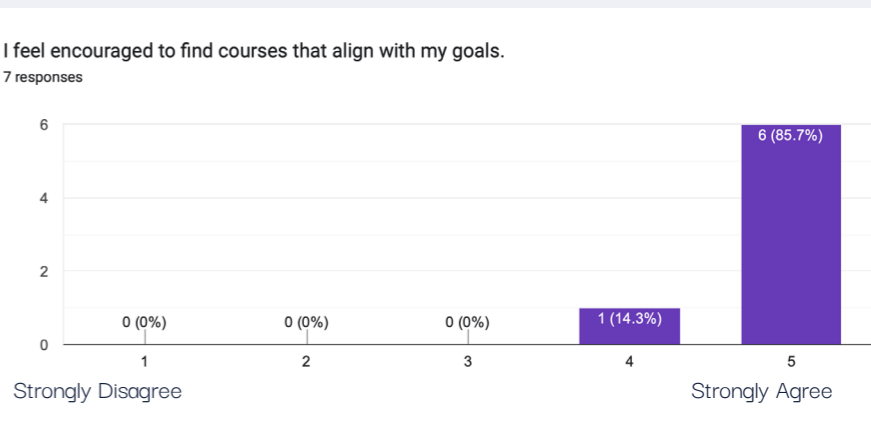 I feel encouraged to find courses that align with my goals.
7 responses
6
6 (85.7%)
4
2
0 (0%) 0 (0%) 0 (0%) 1 (14.3%)
0
1 2 3 4 5
Strongly Disagree Strongly Agree